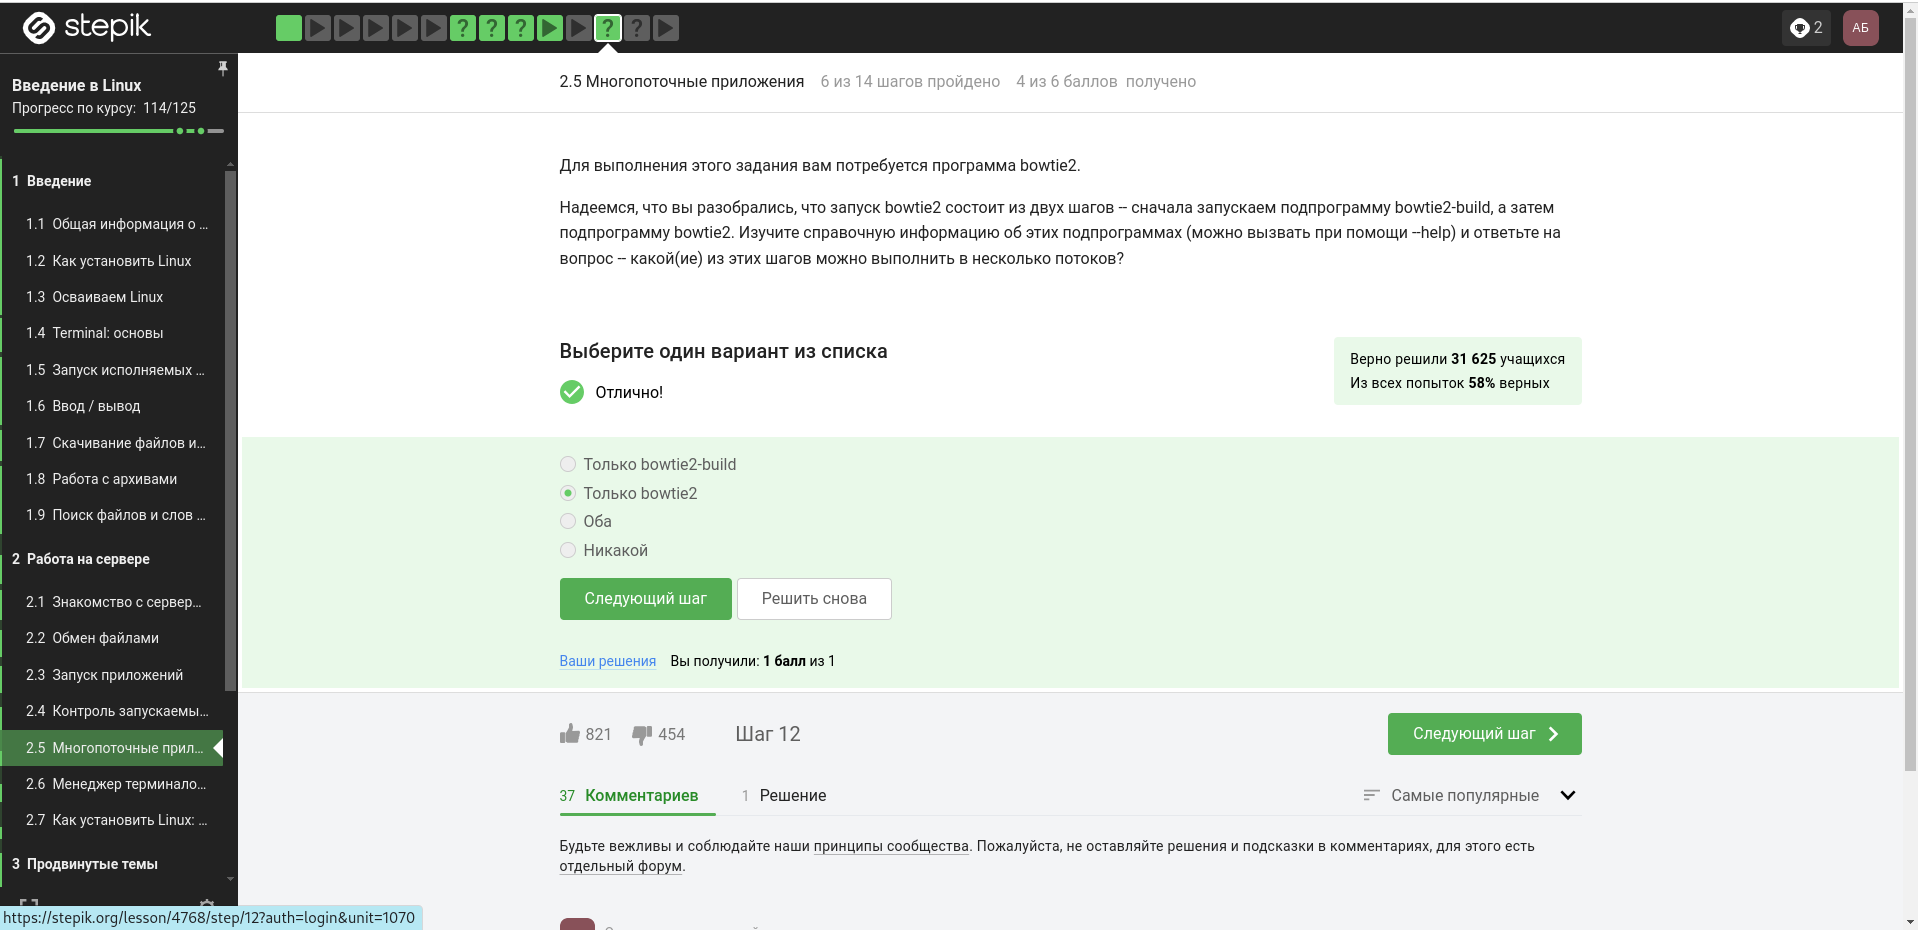 stepik
2
АБ
Введение в Linux
Прогресс по курсу: 114/125
1 Введение
1.1 Общая информация о ...
1.2 Как установить Linux
1.3 Осваиваем Linux
1.4 Terminal: основы
1.5 Запуск исполняемых ...
1.6 Ввод / вывод
1.7 Скачивание файлов и...
1.8 Работа с архивами
1.9 Поиск файлов и слов ...
2 Работа на сервере
2.1 Знакомство с сервер...
2.2 Обмен файлами
2.3 Запуск приложений
2.4 Контроль запускаемы...
2.5 Многопоточные прил...
2.6 Менеджер терминало...
2.7 Как установить Linux: ...
3 Продвинутые темы
https://stepik.org/lesson/4768/step/12?auth=login&unit=1070
2.5 Многопоточные приложения 6 из 14 шагов пройдено 4 из 6 баллов получено
Для выполнения этого задания вам потребуется программа bowtie2.
Надеемся, что вы разобрались, что запуск bowtie2 состоит из двух шагов -- сначала запускаем подпрограмму bowtie2-build, а затем
подпрограмму bowtie2. Изучите справочную информацию об этих подпрограммах (можно вызвать при помощи --help) и ответьте на
вопрос -- какой(ие) из этих шагов можно выполнить в несколько потоков?
Выберите один вариант из списка
Отлично!
Верно решили 31 625 учащихся
Из всех попыток 58% верных
Только bowtie2-build
Только bowtie2
Оба
Никакой
Следующий шаг
Решить снова
Ваши решения Вы получили: 1 балл из 1
821 454 Шаг 12
Следующий шаг
37 Комментариев 1 Решение
Самые популярные
Будьте вежливы и соблюдайте наши принципы сообщества. Пожалуйста, не оставляйте решения и подсказки в комментариях, для этого есть
отдельный форум.